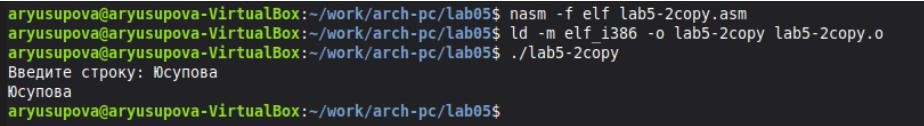 aryusupova@aryusupova-VirtualBox:~/work/arch-pc/lab05$ nasm -f elf lab5-2copy.asm
aryusupova@aryusupova-VirtualBox:~/work/arch-pc/lab05$ ld -m elf_i386 -o lab5-2copy lab5-2copy.o
aryusupova@aryusupova-VirtualBox:~/work/arch-pc/lab05$ ./lab5-2copy
Введите строку: Юсупова
Юсупова
aryusupova@aryusupova-VirtualBox:~/work/arch-pc/lab05$